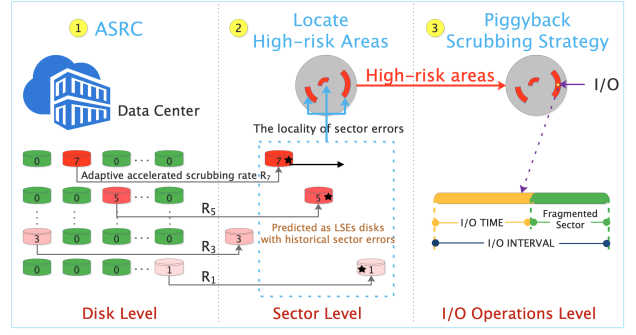 1 ASRC
Data Center
0 7 0 0
Adaptive accelerated scrubbing rate R7
0 5 0 0
R5
3 0 0 0
R3
0 0 0 1
R1
Disk Level
2 Locate
High-risk Areas
The locality of sector errors
7
5
Predicted as LSEs disks
with historical sector errors
3
1
Sector Level
High-risk areas
3 Piggyback
Scrubbing Strategy
I/O
I/O TIME
Fragmented
Sector
I/O INTERVAL
I/O Operations Level